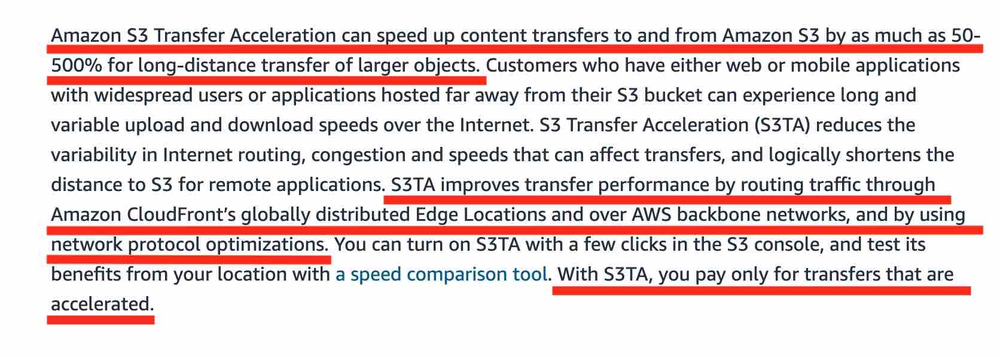 Amazon S3 Transfer Acceleration can speed up content transfers to and from Amazon S3 by as much as 50-
500% for long-distance transfer of larger objects. Customers who have either web or mobile applications
with widespread users or applications hosted far away from their S3 bucket can experience long and
variable upload and download speeds over the Internet. S3 Transfer Acceleration (S3TA) reduces the
variability in Internet routing, congestion and speeds that can affect transfers, and logically shortens the
distance to S3 for remote applications. S3TA improves transfer performance by routing traffic through
Amazon CloudFront’s globally distributed Edge Locations and over AWS backbone networks, and by using
network protocol optimizations. You can turn on S3TA with a few clicks in the S3 console, and test its
benefits from your location with a speed comparison tool. With S3TA, you pay only for transfers that are
accelerated.